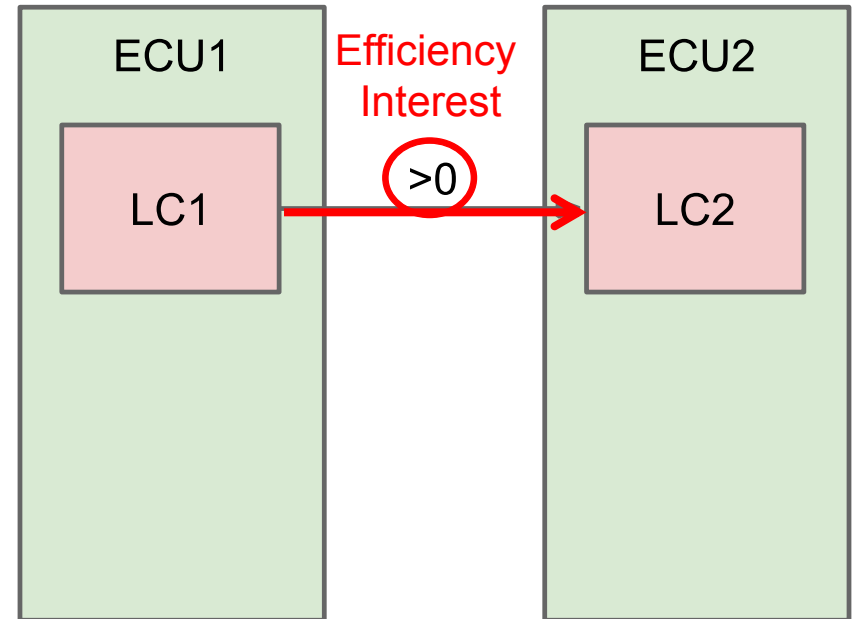 ECU1
Efficiency
Interest
ECU2
>0
LC1
LC2